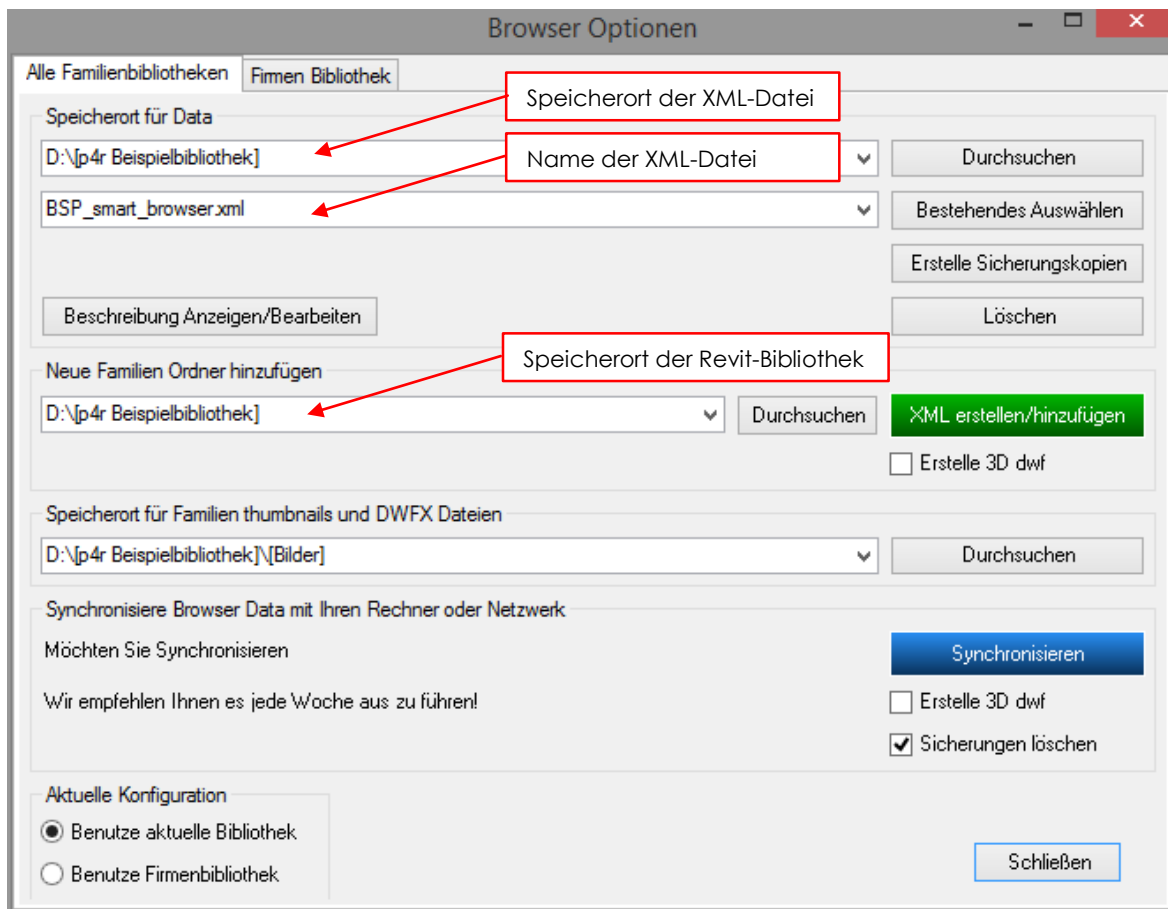 Browser Optionen
Alle Familienbibliotheken
Firmen Bibliothek
Speicherort der XML-Datei
Speicherort für Data
D:\[p4r Beispielbibliothek]
Name der XML-Datei
Durchsuchen
BSP_smart_browser.xml
Bestehendes Auswählen
Erstelle Sicherungskopien
Beschreibung Anzeigen/Bearbeiten
Löschen
Speicherort der Revit-Bibliothek
Neue Familien Ordner hinzufügen
D:\[p4r Beispielbibliothek]
Durchsuchen
XML erstellen/hinzufügen
Erstelle 3D dwf
Speicherort für Familien thumbnails und DWFX Dateien
D:\[p4r Beispielbibliothek]\[Bilder]
Durchsuchen
Synchronisiere Browser Data mit Ihren Rechner oder Netzwerk
Möchten Sie Synchronisieren
Synchronisieren
Wir empfehlen Ihnen es jede Woche aus zu führen!
Erstelle 3D dwf
Sicherungen löschen
Aktuelle Konfiguration
Benutze aktuelle Bibliothek
Benutze Firmenbibliothek
Schließen